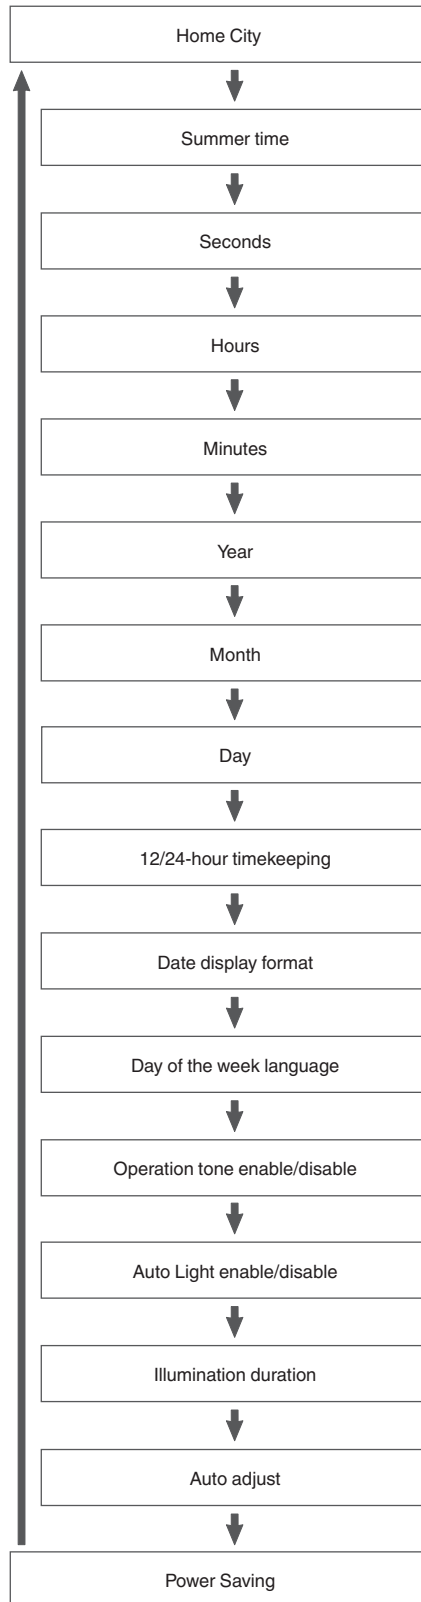 Home City
Summer time
Seconds
Hours
Minutes
Year
Month
Day
12/24-hour timekeeping
Date display format
Day of the week language
Operation tone enable/disable
Auto Light enable/disable
Illumination duration
Auto adjust
Power Saving